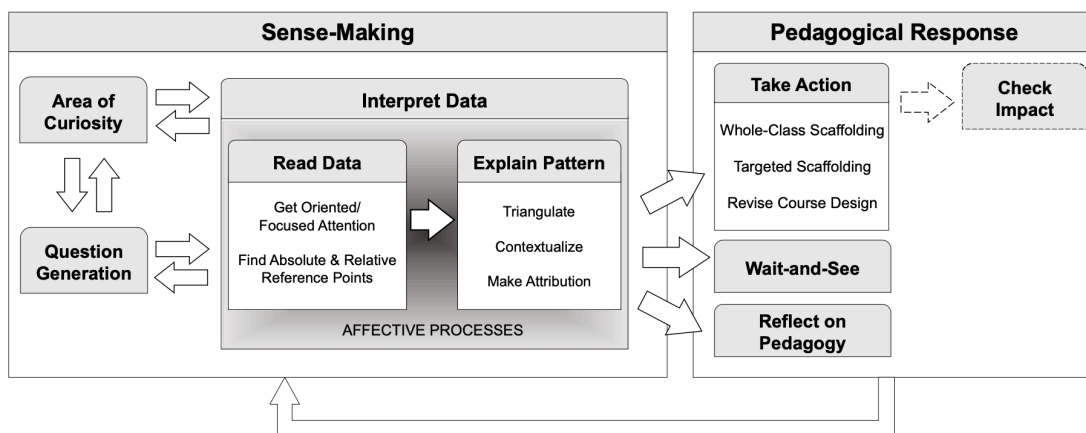 Sense-Making
Area of
Curiosity
Question
Generation
Interpret Data
Read Data
Get Oriented/
Focused Attention
Find Absolute & Relative
Reference Points
Explain Pattern
Triangulate
Contextualize
Make Attribution
AFFECTIVE PROCESSES
Pedagogical Response
Take Action
Whole-Class Scaffolding
Targeted Scaffolding
Revise Course Design
Check
Impact
Wait-and-See
Reflect on
Pedagogy